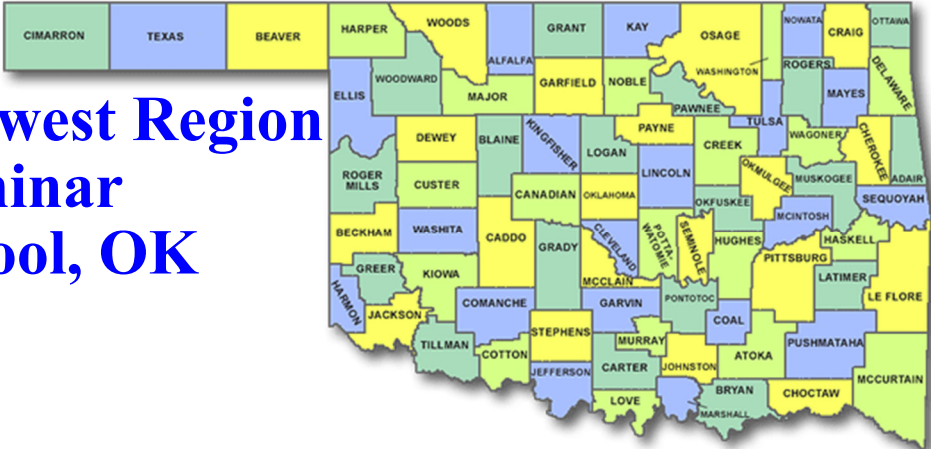 CIMARRON
TEXAS
BEAVER
HARPER
WOODS
ALFALFA
GRANT
KAY
OSAGE
WASHINGTON
NOWATA
CRAIG
OTTAWA
ELLIS
WOODWARD
MAJOR
GARFIELD
NOBLE
PAWNEE
ROGERS
MAYES
DELAWARE
west Region
inar
ool, OK
DEWEY
BLAINE
KINGFISHER
LOGAN
PAYNE
CREEK
TULSA
WAGONER
CHEROKEE
ADAIR
ROGER
MILLS
CUSTER
CANADIAN
OKLAHOMA
LINCOLN
OKMULGEE
MUSKOGEE
SEQUOYAH
OKFUSKEE
MCINTOSH
BECKHAM
WASHITA
CADDO
GRADY
CLEVELAND
POTTA-
WATOMIE
SEMINOLE
HUGHES
PITTSBURG
HASKELL
GREER
KIOWA
MCCLAIN
LATIMER
LE FLORE
HARMON
JACKSON
COMANCHE
GARVIN
PONTOTOC
COAL
STEPHENS
MURRAY
PUSHMATAHA
TILLMAN
COTTON
JEFFERSON
CARTER
JOHNSTON
ATOKA
MCCURTAIN
LOVE
MARSHALL
BRYAN
CHOCTAW